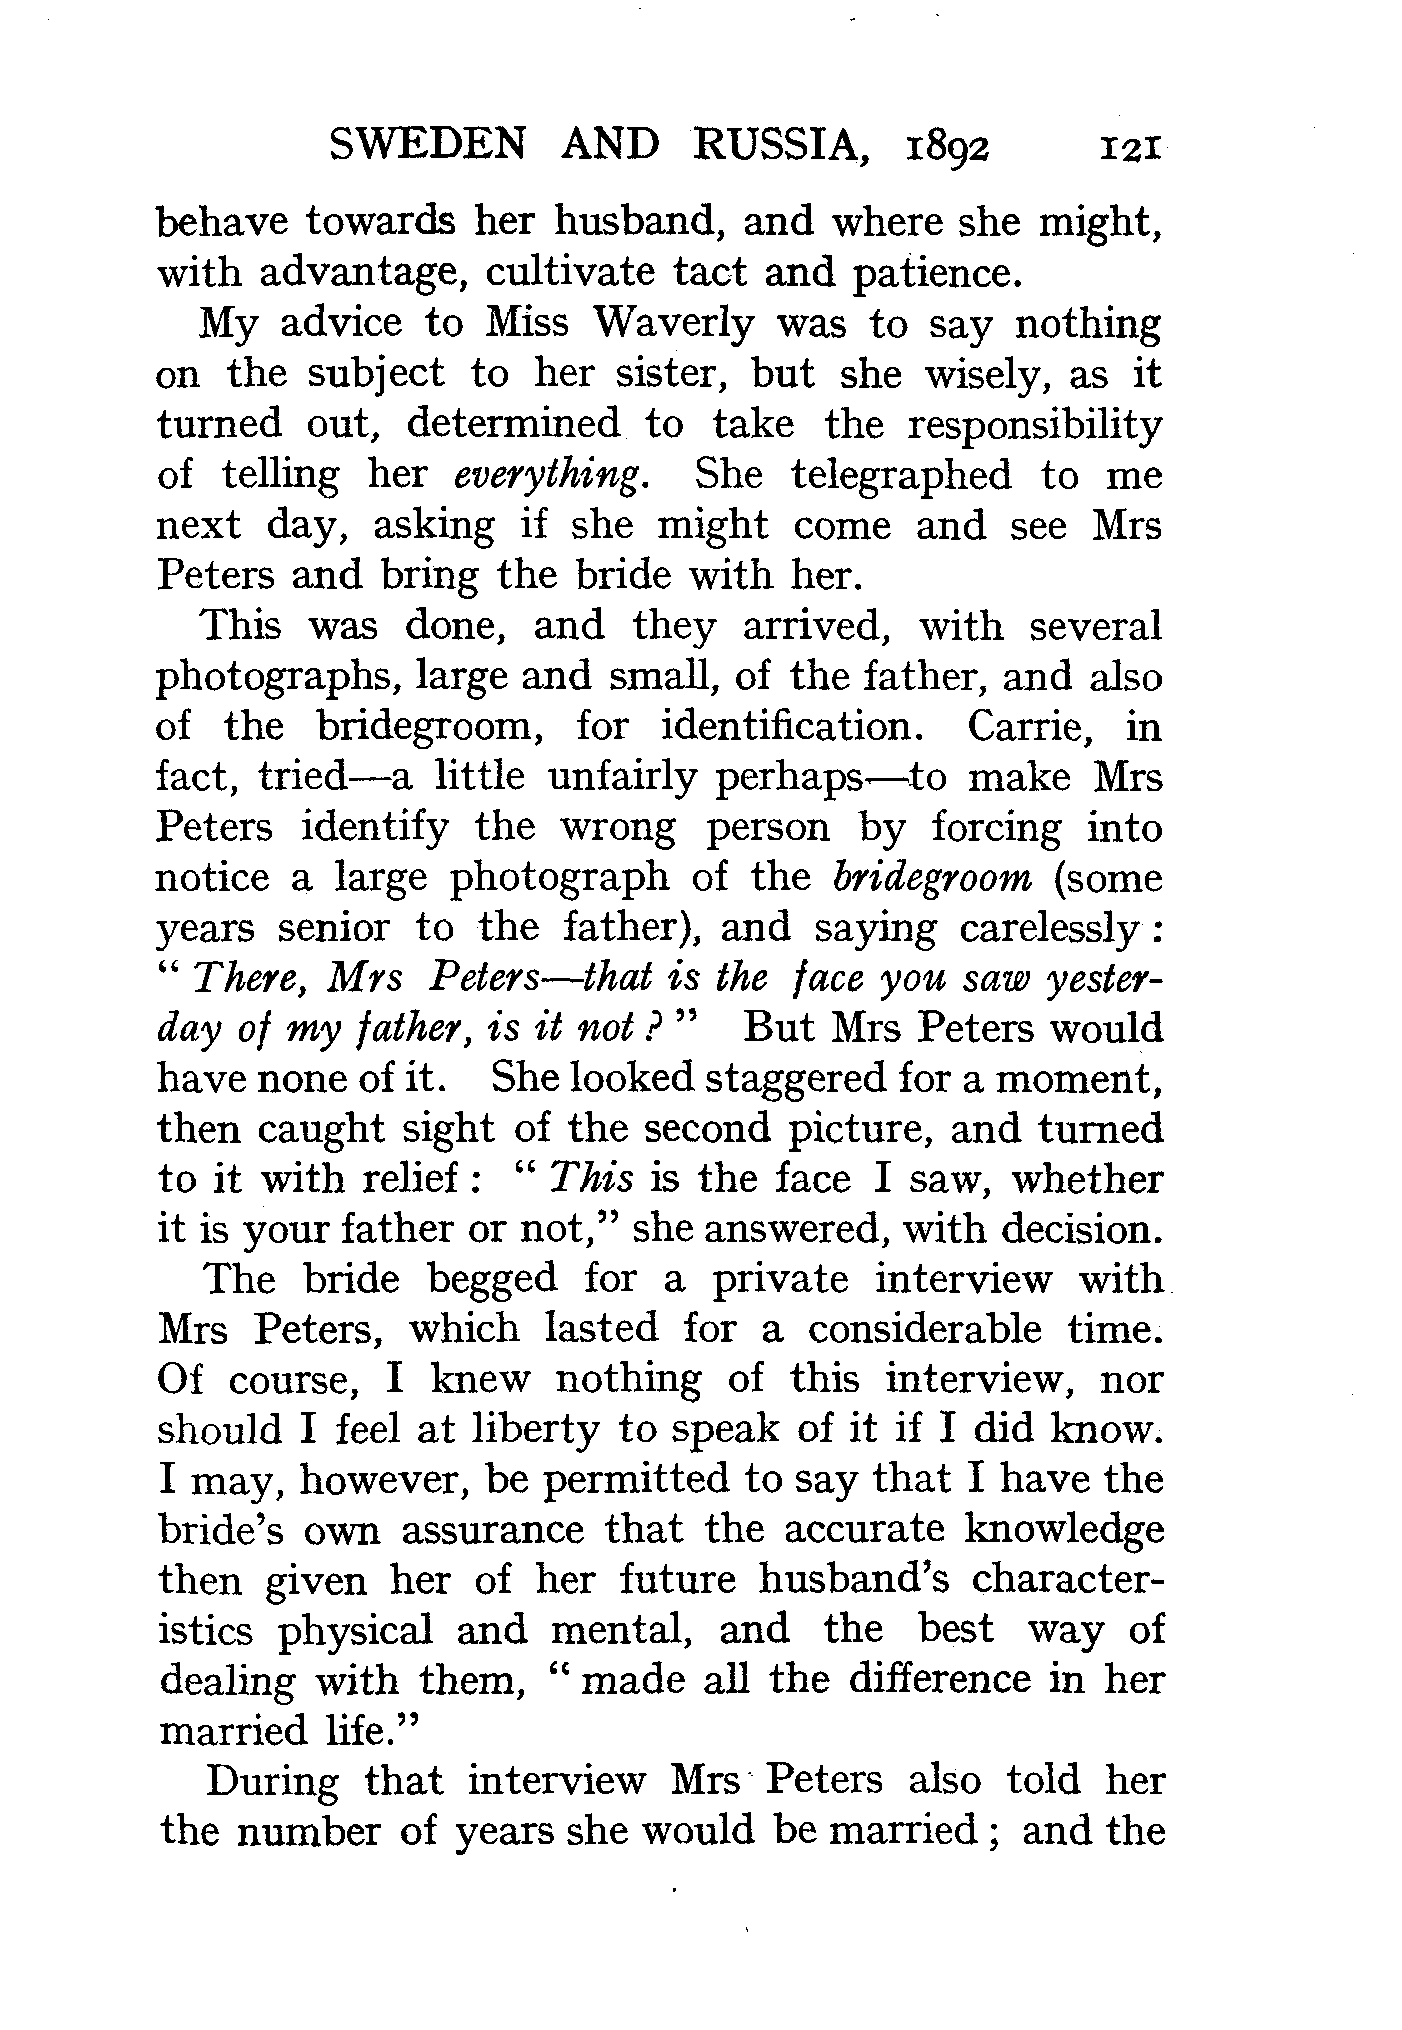 SWEDEN AND RUSSIA, 1892 121
behave towards her husband, and where she might,
with advantage, cultivate tact and patience.
My advice to Miss Waverly was to say nothing
on the subject to her sister, but she wisely, as it
turned out, determined to take the responsibility
of telling her everything. She telegraphed to me
next day, asking if she might come and see Mrs
Peters and bring the bride with her.
This was done, and they arrived, with several
photographs, large and small, of the father, and also
of the bridegroom, for identification. Carrie, in
fact, tried—a little unfairly perhaps—to make Mrs
Peters identify the wrong person by forcing into
notice a large photograph of the bridegroom (some
years senior to the father), and saying carelessly :
“ There, Mrs Peters—that is the face you saw yester-
day of my father, is it not ? ” But Mrs Peters would
have none of it. She looked staggered for a moment,
then caught sight of the second picture, and turned
to it with relief : “ This is the face I saw, whether
it is your father or not,” she answered, with decision.
The bride begged for a private interview with
Mrs Peters, which lasted for a considerable time.
Of course, I knew nothing of this interview, nor
should I feel at liberty to speak of it if I did know.
I may, however, be permitted to say that I have the
bride’s own assurance that the accurate knowledge
then given her of her future husband’s character-
istics physical and mental, and the best way of
dealing with them, “ made all the difference in her
married life.”
During that interview Mrs Peters also told her
the number of years she would be married ; and the